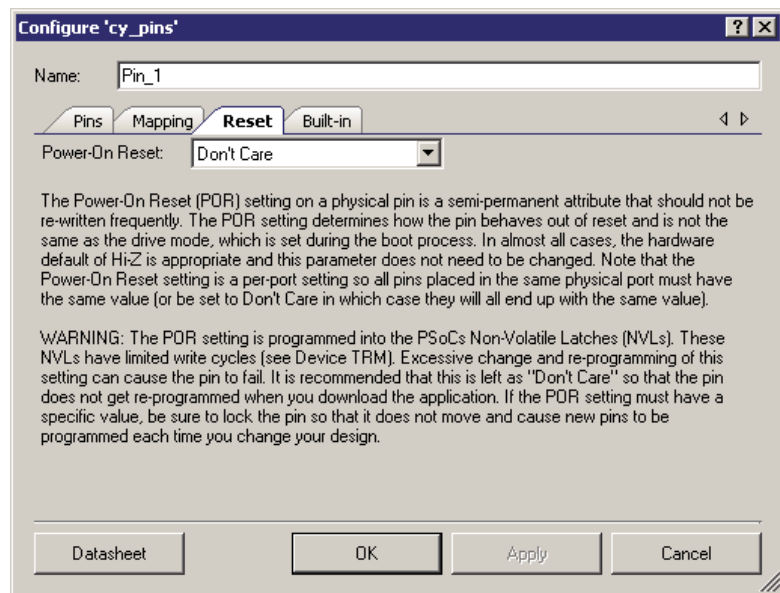 Configure 'cy_pins'
Name: Pin_1
Pins Mapping Reset Built-in
Power-On Reset: Don't Care
The Power-On Reset (POR) setting on a physical pin is a semi-permanent attribute that should not be
re-written frequently. The POR setting determines how the pin behaves out of reset and is not the
same as the drive mode, which is set during the boot process. In almost all cases, the hardware
default of Hi-Z is appropriate and this parameter does not need to be changed. Note that the
Power-On Reset setting is a per-port setting so all pins placed in the same physical port must have
the same value (or be set to Don't Care in which case they will all end up with the same value).
WARNING: The POR setting is programmed into the PSoCs Non-Volatile Latches (NVLs). These
NVLs have limited write cycles (see Device TRM). Excessive change and re-programming of this
setting can cause the pin to fail. It is recommended that this is left as "Don't Care" so that the pin
does not get re-programmed when you download the application. If the POR setting must have a
specific value, be sure to lock the pin so that it does not move and cause new pins to be
programmed each time you change your design.
Datasheet OK Apply Cancel